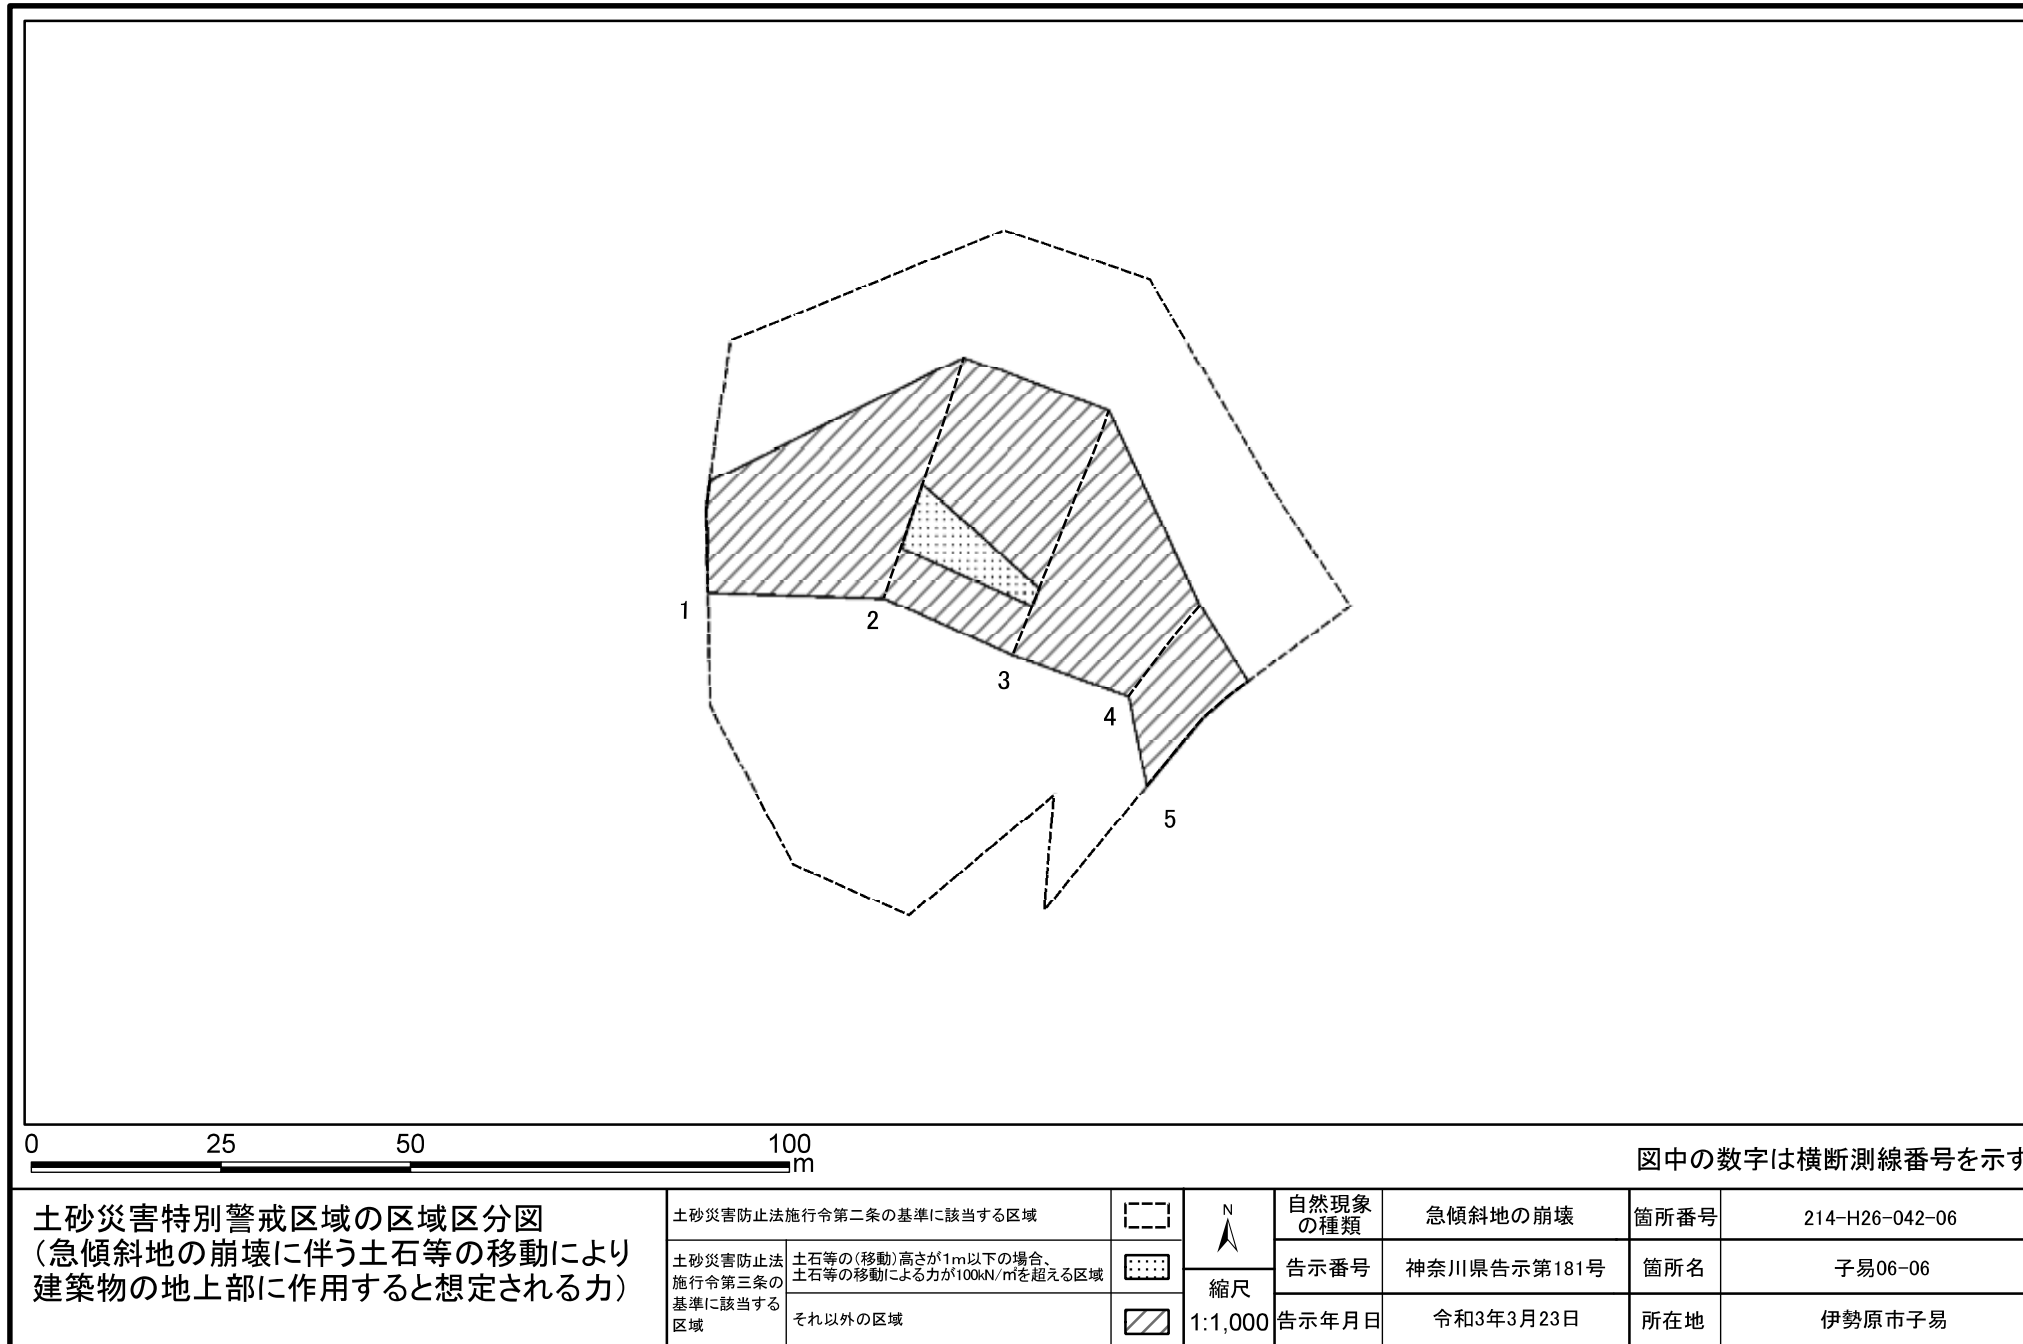 1
2
3
4
5
0 25 50 100
m
図中の数字は横断測線番号を示す
土砂災害特別警戒区域の区域区分図
（急傾斜地の崩壊に伴う土石等の移動により
建築物の地上部に作用すると想定される力）
土砂災害防止法施行令第二条の基準に該当する区域
土砂災害防止法
施行令第三条の
基準に該当する
区域
土石等の（移動）高さが1m以下の場合、
土石等の移動による力が100kN/㎡を超える区域
それ以外の区域
N
縮尺
1:1,000
自然現象
の種類
急傾斜地の崩壊
箇所番号
214-H26-042-06
告示番号
神奈川県告示第181号
箇所名
子易06-06
告示年月日
令和3年3月23日
所在地
伊勢原市子易